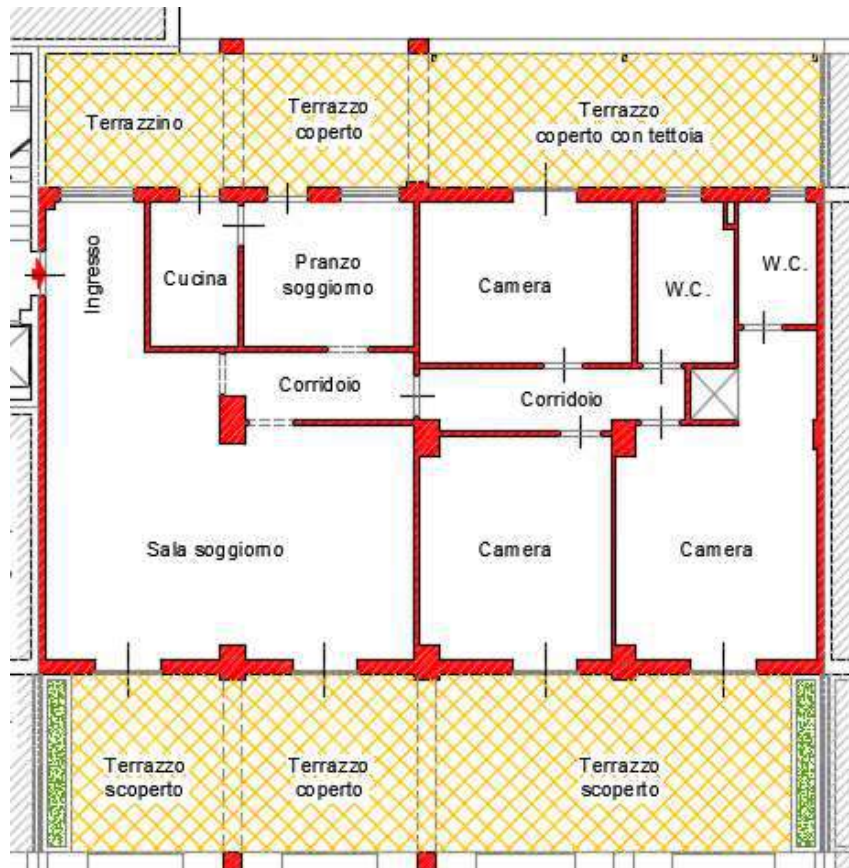 Terrazzino
Terrazzo
coperto
Terrazzo
coperto con tettoia
Ingresso
Cucina
Pranzo
soggiorno
Camera
W.C.
W.C.
Corridoio
Corridoio
Sala soggiorno
Camera
Camera
Terrazzo
scoperto
Terrazzo
coperto
Terrazzo
scoperto